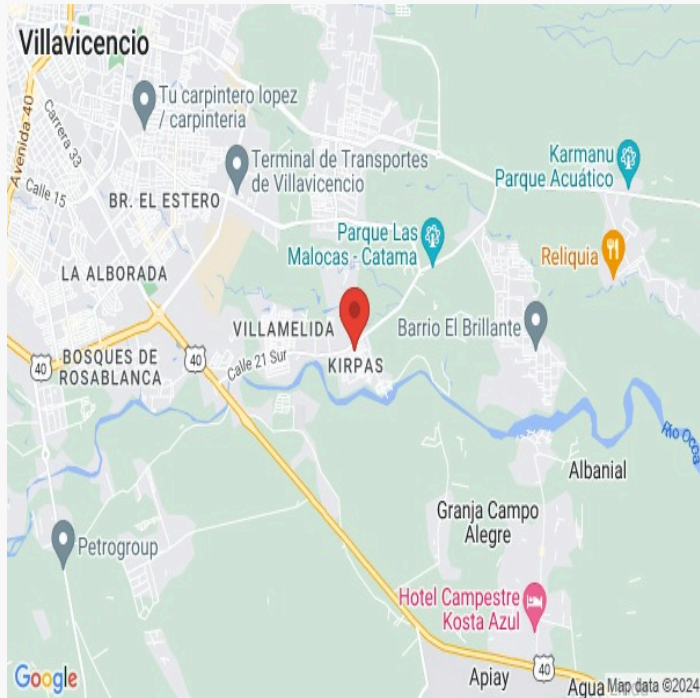 Villavicencio
Tu carpintero lopez
/ carpinteria
Avenida 40
Carrera 33
Terminal de Transportes
de Villavicencio
Karmanu
Parque Acuático
Calle 15
BR. EL ESTERO
Parque Las
Malocas - Catama
Reliquia
LA ALBORADA
VILLAMELIDA
Barrio El Brillante
40
BOSQUES DE
ROSABLANCA
40
Calle 21 Sur
KIRPAS
Río Ocoa
Albanial
Granja Campo
Alegre
Petrogroup
Hotel Campestre
Kosta Azul
40
Apiay
Google
Agua
Map data ©2024